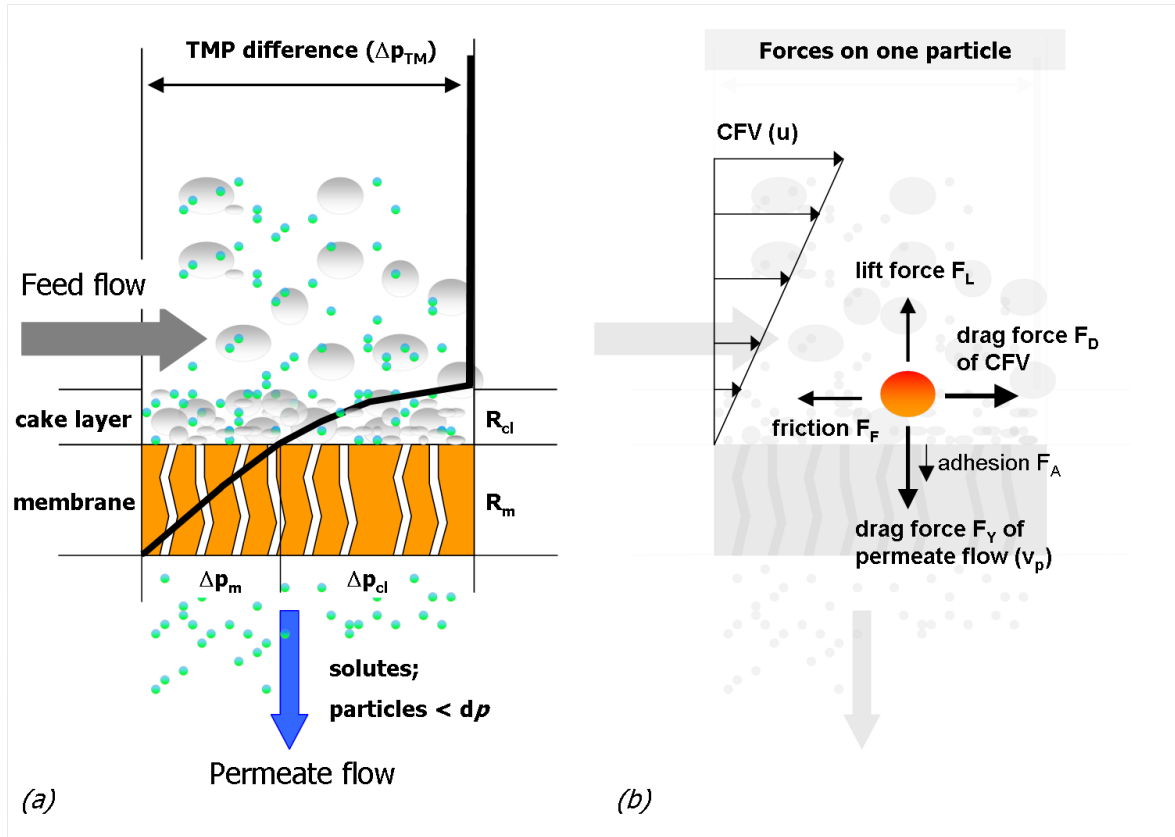 TMP difference (Δp_TM)
Feed flow
cake layer
R_cl
membrane
R_m
Δp_m
Δp_cl
solutes;
particles < dp
Permeate flow
(a)
Forces on one particle
CFV (u)
lift force F_L
drag force F_D
of CFV
friction F_F
adhesion F_A
drag force F_Y of
permeate flow (v_p)
(b)